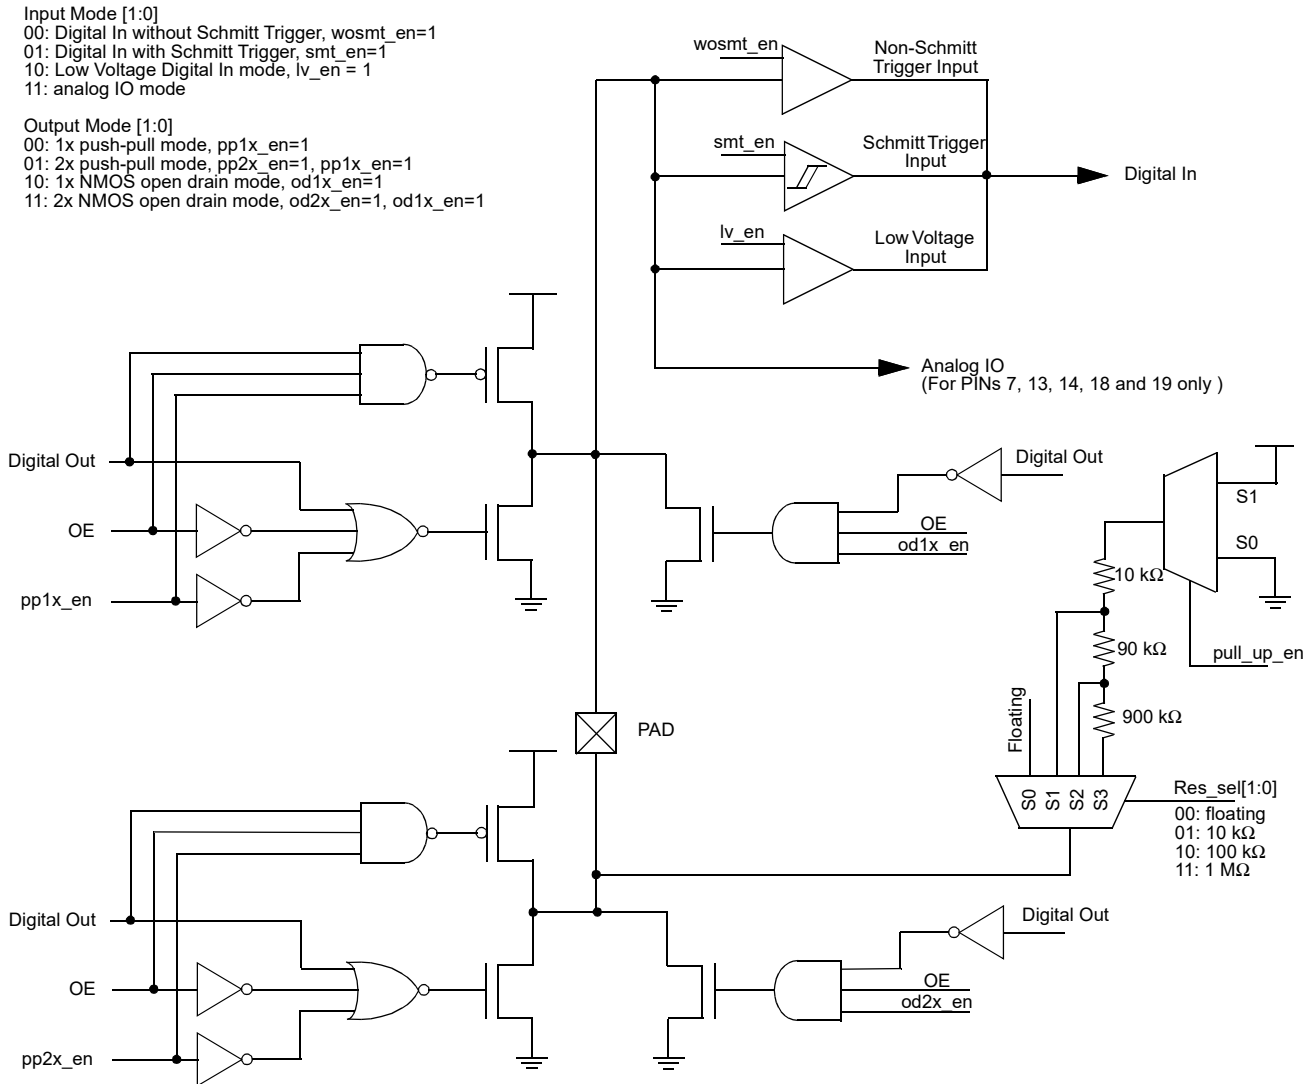 Input Mode [1:0]
00: Digital In without Schmitt Trigger, wosmt_en=1
01: Digital In with Schmitt Trigger, smt_en=1
10: Low Voltage Digital In mode, lv_en = 1
11: analog IO mode
Output Mode [1:0]
00: 1x push-pull mode, pp1x_en=1
01: 2x push-pull mode, pp2x_en=1, pp1x_en=1
10: 1x NMOS open drain mode, od1x_en=1
11: 2x NMOS open drain mode, od2x_en=1, od1x_en=1
wosmt_en
Non-Schmitt
Trigger Input
smt_en
Schmitt Trigger
Input
Digital In
lv_en
Low Voltage
Input
Analog IO
(For PINs 7, 13, 14, 18 and 19 only )
Digital Out
OE
pp1x_en
Digital Out
OE
od1x_en
S1
S0
10 kΩ
90 kΩ
pull_up_en
900 kΩ
Floating
S0
S1
S2
S3
Res_sel[1:0]
00: floating
01: 10 kΩ
10: 100 kΩ
11: 1 MΩ
PAD
Digital Out
OE
pp2x_en
Digital Out
OE
od2x_en